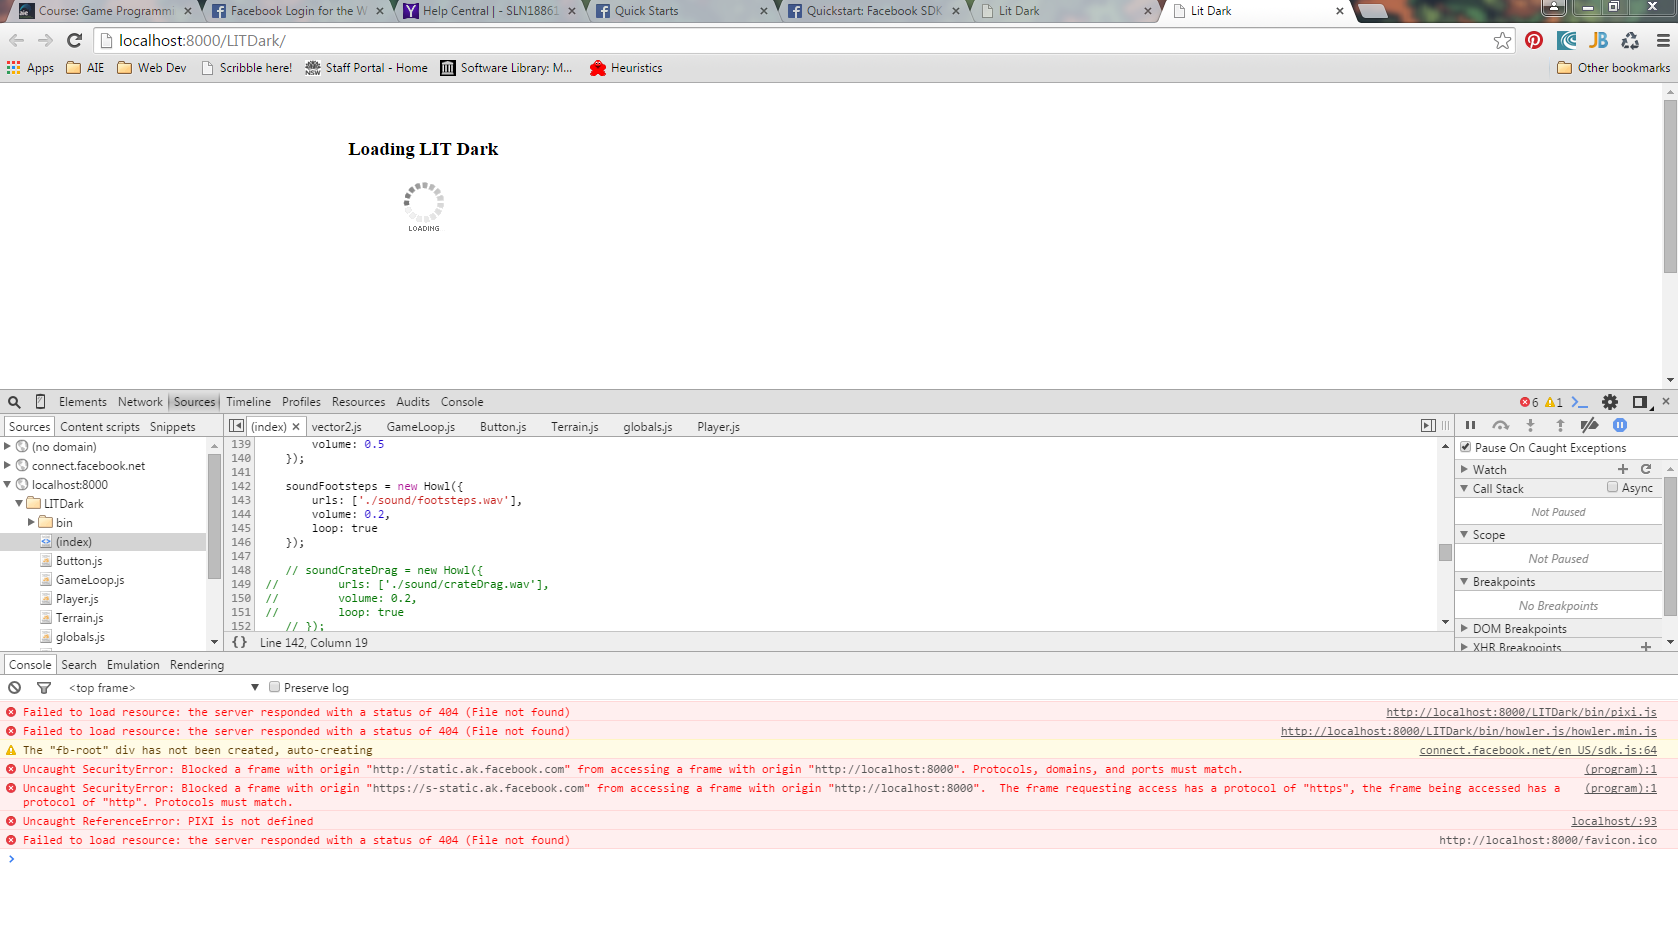 Course: Game Programmi
Facebook Login for the W
Help Central | - SLN18861
Quick Starts
Quickstart: Facebook SDK
Lit Dark
Lit Dark
localhost:8000/LITDark/
Apps AIE Web Dev Scribble here! Staff Portal - Home Software Library: M... Heuristics Other bookmarks
Loading LIT Dark
LOADING
Elements Network Sources Timeline Profiles Resources Audits Console 6 1
Sources Content scripts Snippets
(no domain)
connect.facebook.net
localhost:8000
LITDark
bin
(index)
Button.js
GameLoop.js
Player.js
Terrain.js
globals.js
(index) vector2.js GameLoop.js Button.js Terrain.js globals.js Player.js
139 volume: 0.5
140 });
141
142 soundFootsteps = new Howl({
143 urls: ['./sound/footsteps.wav'],
144 volume: 0.2,
145 loop: true
146 });
147
148 // soundCrateDrag = new Howl({
149 // urls: ['./sound/crateDrag.wav'],
150 // volume: 0.2,
151 // loop: true
152 // });
{} Line 142, Column 19
Pause On Caught Exceptions
Watch
Call Stack Async
Not Paused
Scope
Not Paused
Breakpoints
No Breakpoints
DOM Breakpoints
XHR Breakpoints
Console Search Emulation Rendering
<top frame> Preserve log
Failed to load resource: the server responded with a status of 404 (File not found) http://localhost:8000/LITDark/bin/pixi.js
Failed to load resource: the server responded with a status of 404 (File not found) http://localhost:8000/LITDark/bin/howler.js/howler.min.js
The "fb-root" div has not been created, auto-creating connect.facebook.net/en_US/sdk.js:64
Uncaught SecurityError: Blocked a frame with origin "http://static.ak.facebook.com" from accessing a frame with origin "http://localhost:8000". Protocols, domains, and ports must match. (program):1
Uncaught SecurityError: Blocked a frame with origin "https://s-static.ak.facebook.com" from accessing a frame with origin "http://localhost:8000". The frame requesting access has a protocol of "https", the frame being accessed has a (program):1
protocol of "http". Protocols must match.
Uncaught ReferenceError: PIXI is not defined localhost/:93
Failed to load resource: the server responded with a status of 404 (File not found) http://localhost:8000/favicon.ico